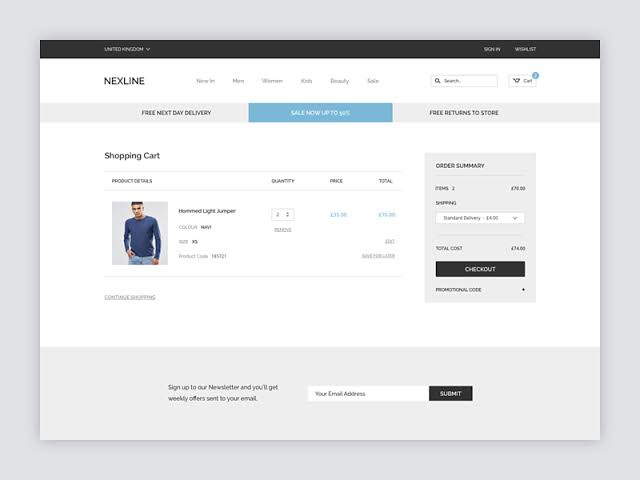 UNITED KINGDOM
SIGN IN
WISHLIST
NEXLINE
New In
Men
Women
Kids
Beauty
Sale
Search..
Cart
2
FREE NEXT DAY DELIVERY
SALE NOW UP TO 50%
FREE RETURNS TO STORE
Shopping Cart
PRODUCT DETAILS
QUANTITY
PRICE
TOTAL
Hommed Light Jumper
COLOUR NAVI
SIZE XS
Product Code 185721
2
REMOVE
£35.00
£70.00
EDIT
SAVE FOR LATER
CONTINUE SHOPPING
ORDER SUMMARY
ITEMS 2
£70.00
SHIPPING
Standard Delivery - £4.00
TOTAL COST
£74.00
CHECKOUT
PROMOTIONAL CODE
+
Sign up to our Newsletter and you'll get
weekly offers sent to your email.
Your Email Address
SUBMIT